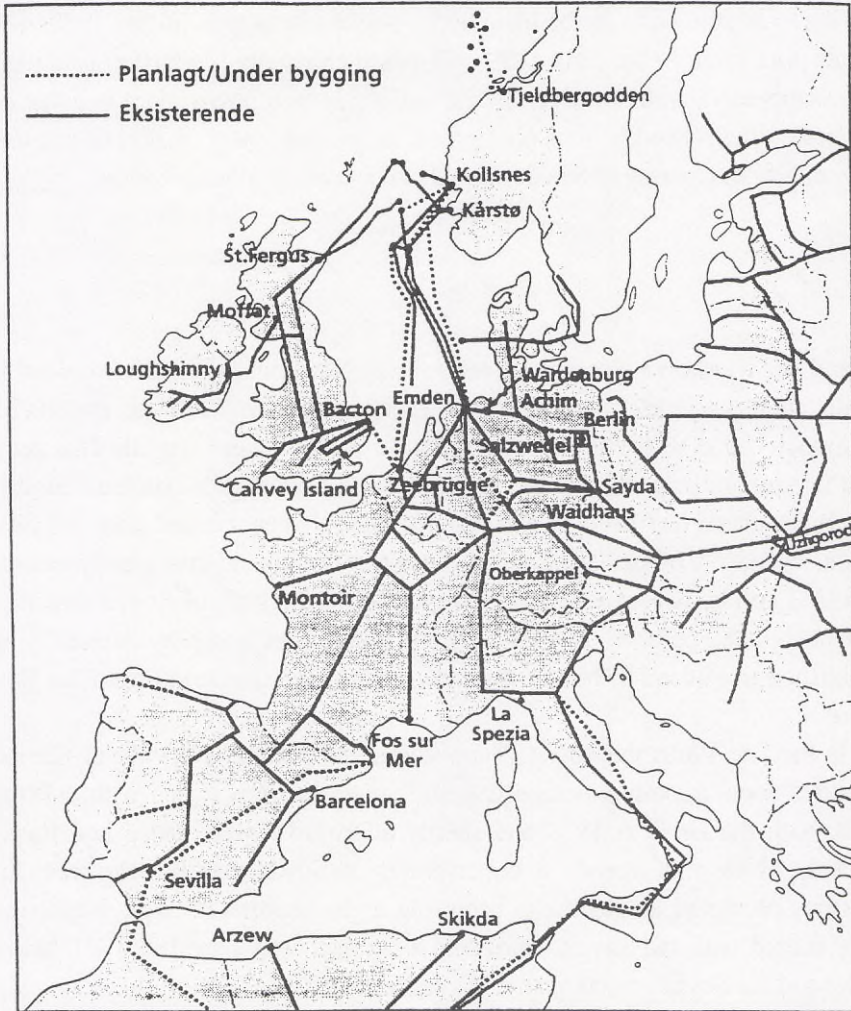 Planlagt/Under bygging
Eksisterende
Tjeldbergodden
Kollsnes
Kårstø
St.Fergus
Moffat
Loughshinny
Wardenburg
Emden
Achim
Bacton
Berlin
Salzwedel
Canvey Island
Zeebrügge
Sayda
Waidhaus
Uzhgorod
Oberkappel
Montoir
La
Spezia
Fos sur
Mer
Barcelona
Sevilla
Skikda
Arzew